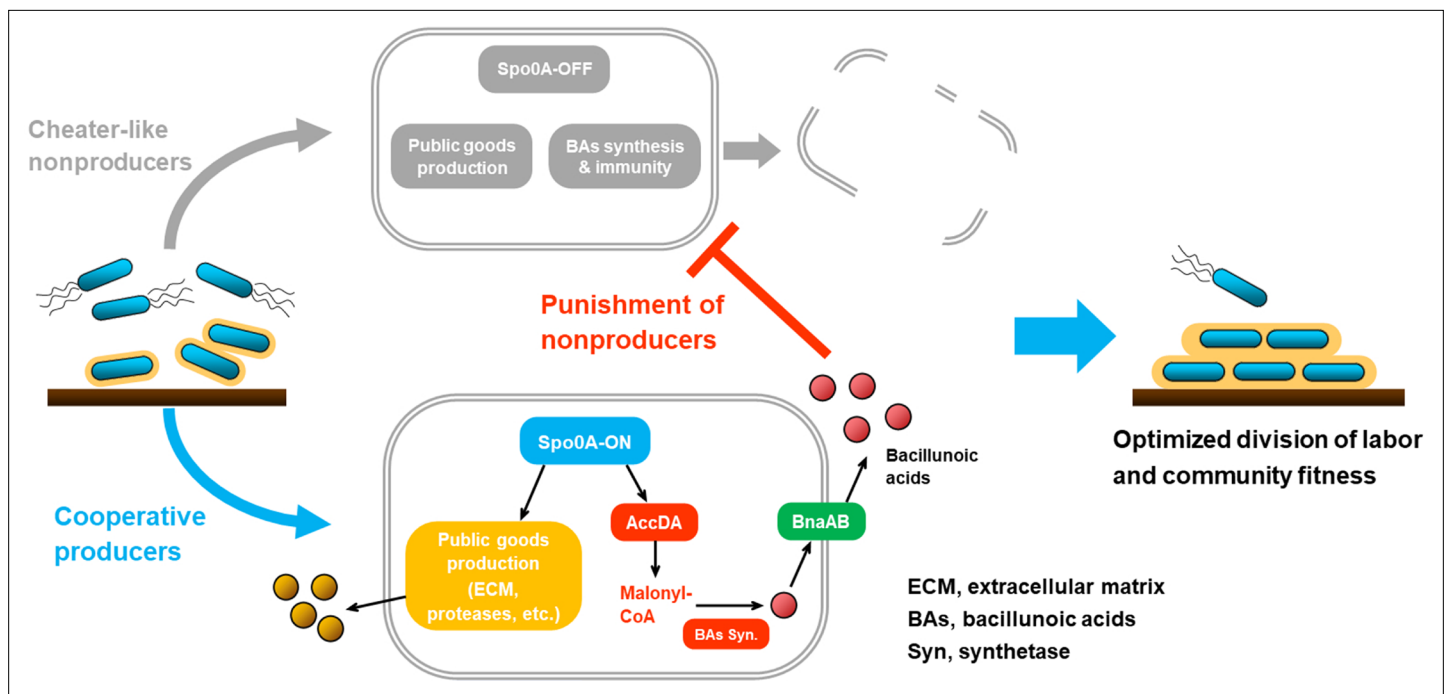 Spo0A-OFF
Cheater-like
nonproducers
Public goods
production
BAs synthesis
& immunity
Punishment of
nonproducers
Spo0A-ON
Cooperative
producers
Public goods
production
(ECM,
proteases, etc.)
AccDA
Malonyl-
CoA
BAs Syn.
BnaAB
Bacillunoic
acids
Optimized division of labor
and community fitness
ECM, extracellular matrix
BAs, bacillunoic acids
Syn, synthetase